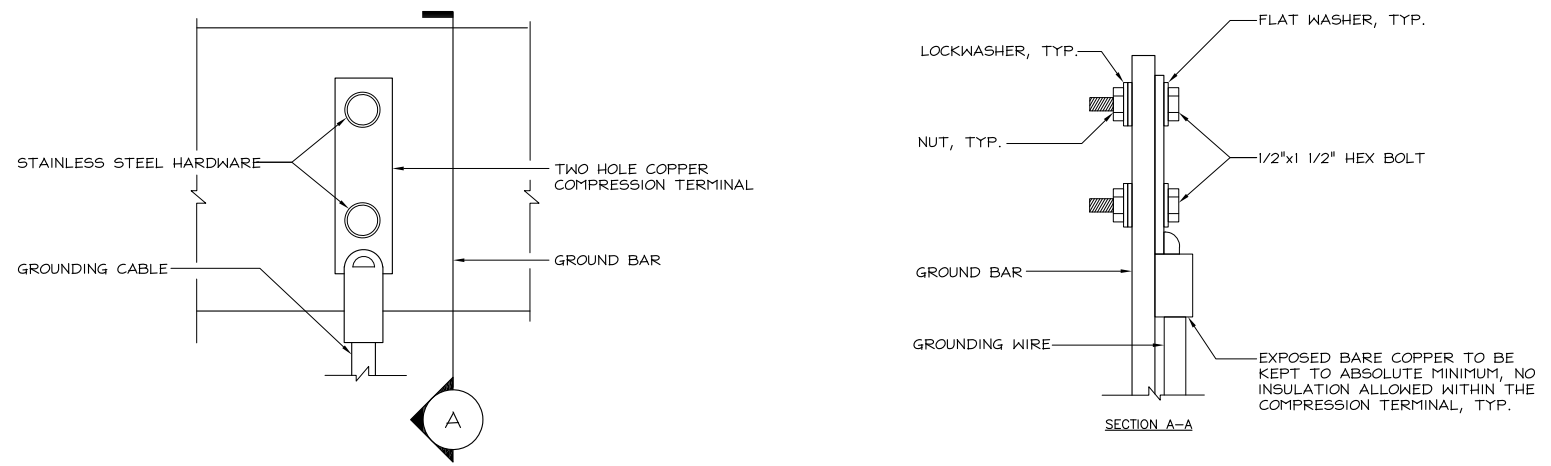 STAINLESS STEEL HARDWARE
TWO HOLE COPPER
COMPRESSION TERMINAL
GROUND BAR
GROUNDING CABLE
A
FLAT WASHER, TYP.
LOCKWASHER, TYP.
NUT, TYP.
1/2"x1 1/2" HEX BOLT
GROUND BAR
GROUNDING WIRE
EXPOSED BARE COPPER TO BE
KEPT TO ABSOLUTE MINIMUM, NO
INSULATION ALLOWED WITHIN THE
COMPRESSION TERMINAL, TYP.
SECTION A-A